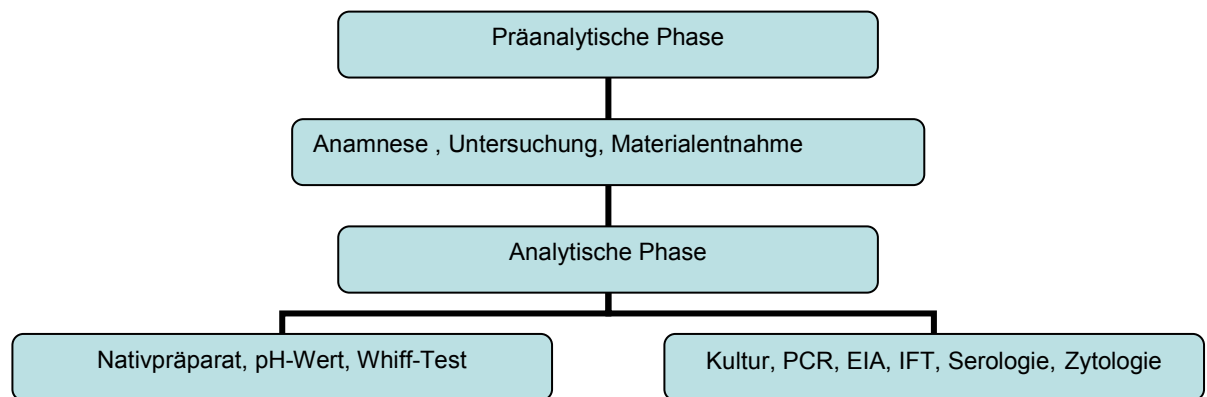 Präanalytische Phase
Anamnese , Untersuchung, Materialentnahme
Analytische Phase
Nativpräparat, pH-Wert, Whiff-Test
Kultur, PCR, EIA, IFT, Serologie, Zytologie